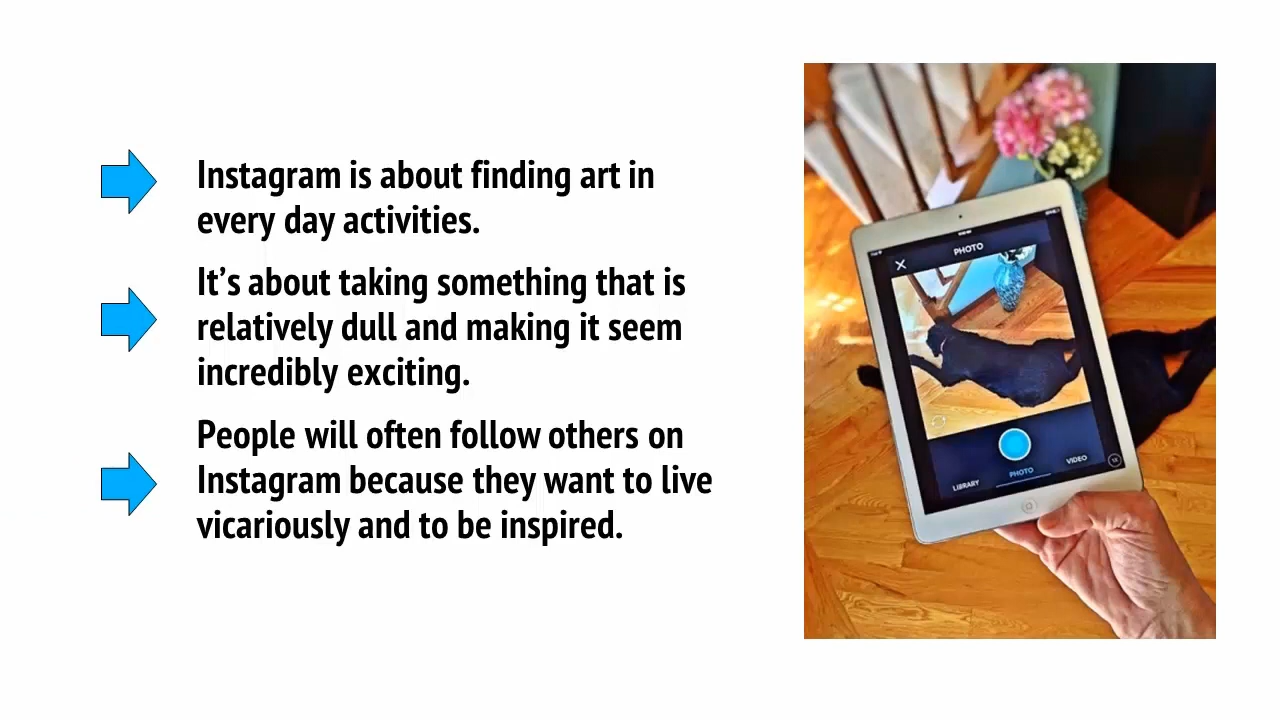 Instagram is about finding art in
every day activities.
It’s about taking something that is
relatively dull and making it seem
incredibly exciting.
People will often follow others on
Instagram because they want to live
vicariously and to be inspired.
PHOTO
LIBRARY
PHOTO
VIDEO